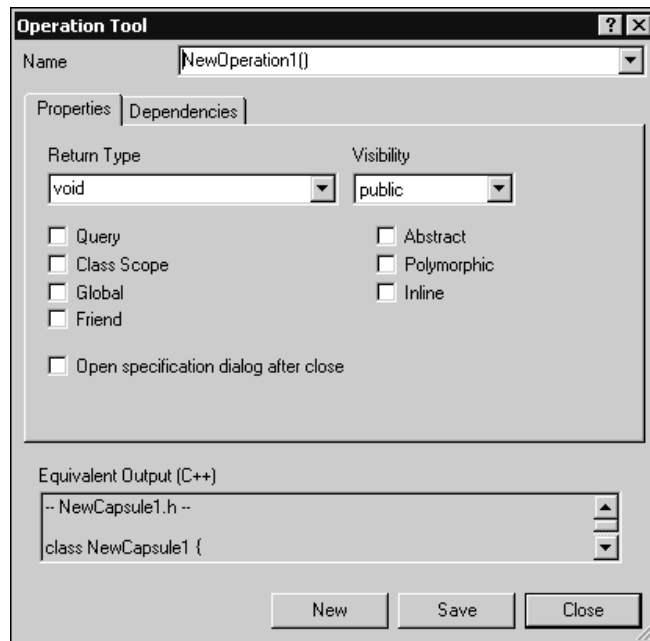 Operation Tool
Name NewOperation1()
Properties Dependencies
Return Type Visibility
void public
Query Abstract
Class Scope Polymorphic
Global Inline
Friend
Open specification dialog after close
Equivalent Output (C++)
-- NewCapsule1.h --
class NewCapsule1 {
New Save Close